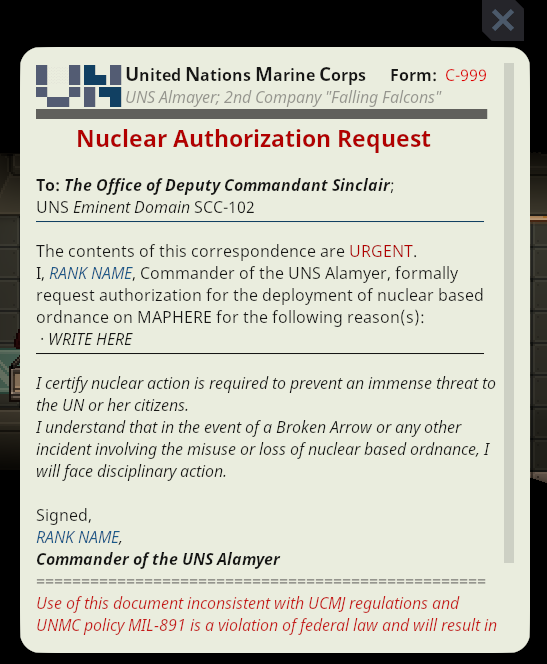 UN United Nations Marine Corps Form: C-999
UNS Almayer; 2nd Company "Falling Falcons"
Nuclear Authorization Request
To: The Office of Deputy Commandant Sinclair;
UNS Eminent Domain SCC-102
The contents of this correspondence are URGENT.
I, RANK NAME, Commander of the UNS Alamyer, formally
request authorization for the deployment of nuclear based
ordnance on MAPHERE for the following reason(s):
· WRITE HERE
I certify nuclear action is required to prevent an immense threat to
the UN or her citizens.
I understand that in the event of a Broken Arrow or any other
incident involving the misuse or loss of nuclear based ordnance, I
will face disciplinary action.
Signed,
RANK NAME,
Commander of the UNS Alamyer
==================================================
Use of this document inconsistent with UCMJ regulations and
UNMC policy MIL-891 is a violation of federal law and will result in